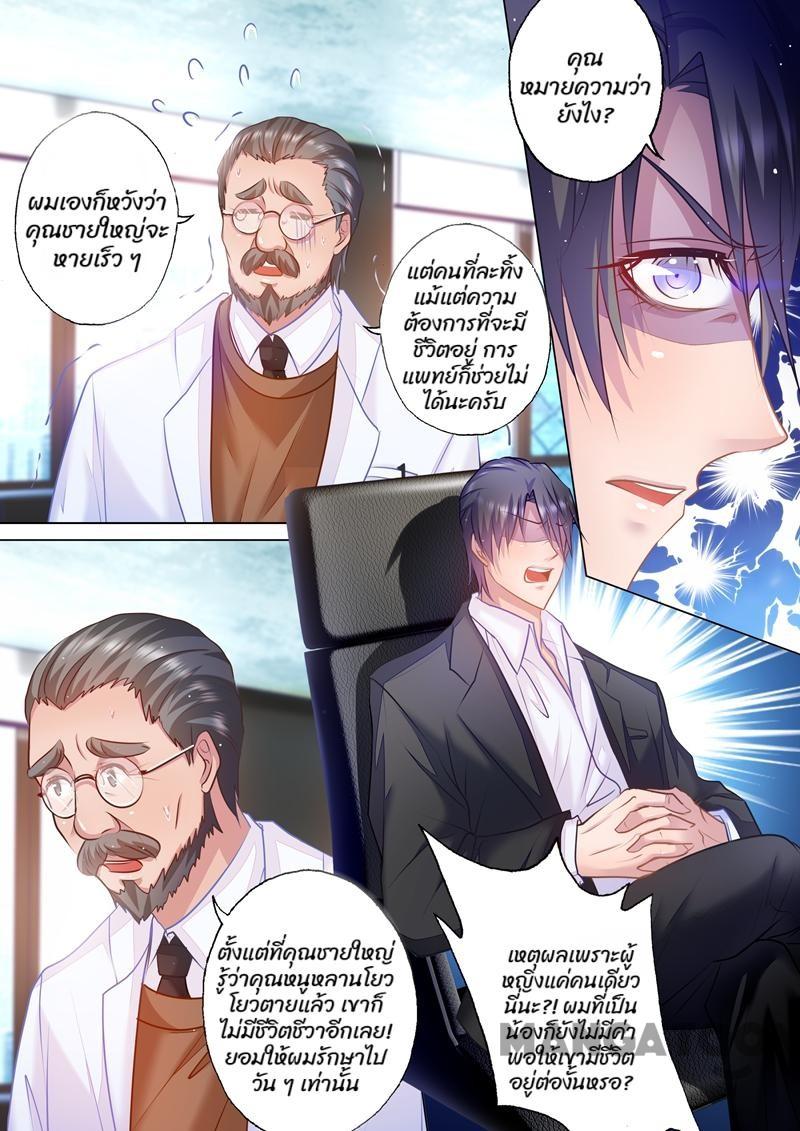 คุณ
หมายความว่า
ยังไง?
ผมเองก็หวังว่า
คุณชายใหญ่จะ
หายเร็ว ๆ
แต่คนที่ละทิ้ง
แม้แต่ความ
ต้องการที่จะมี
ชีวิตอยู่ การ
แพทย์ก็ช่วยไม่
ได้นะครับ
ตั้งแต่ที่คุณชายใหญ่
รู้ว่าคุณหนูหลานโยว
โยวตายแล้ว เขาก็
ไม่มีชีวิตชีวาอีกเลย!
ยอมให้ผมรักษาไป
วัน ๆ เท่านั้น
เหตุผลเพราะผู้
หญิงแค่คนเดียว
นี่นะ?! ผมที่เป็น
น้องก็ยังไม่มีค่า
พอให้เขามีชีวิต
อยู่ต่องั้นหรอ?
MANGA